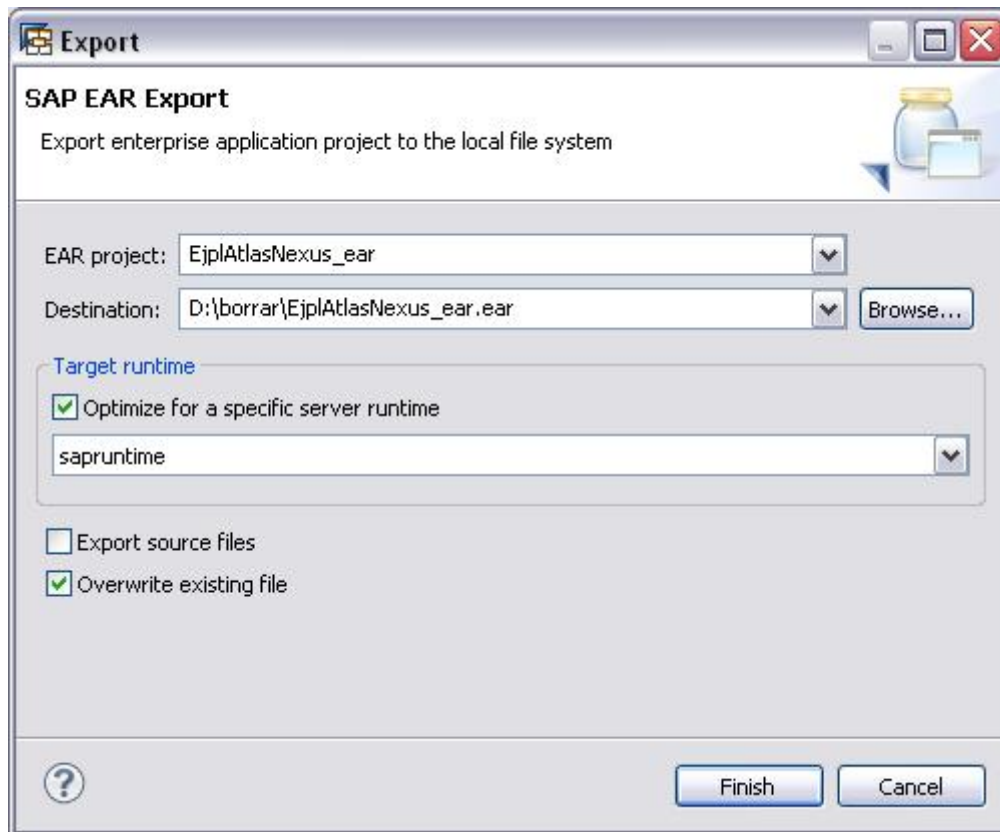 Export
SAP EAR Export
Export enterprise application project to the local file system
EAR project: EjplAtlasNexus_ear
Destination: D:\borrar\EjplAtlasNexus_ear.ear Browse...
Target runtime
Optimize for a specific server runtime
sapruntime
Export source files
Overwrite existing file
? Finish Cancel